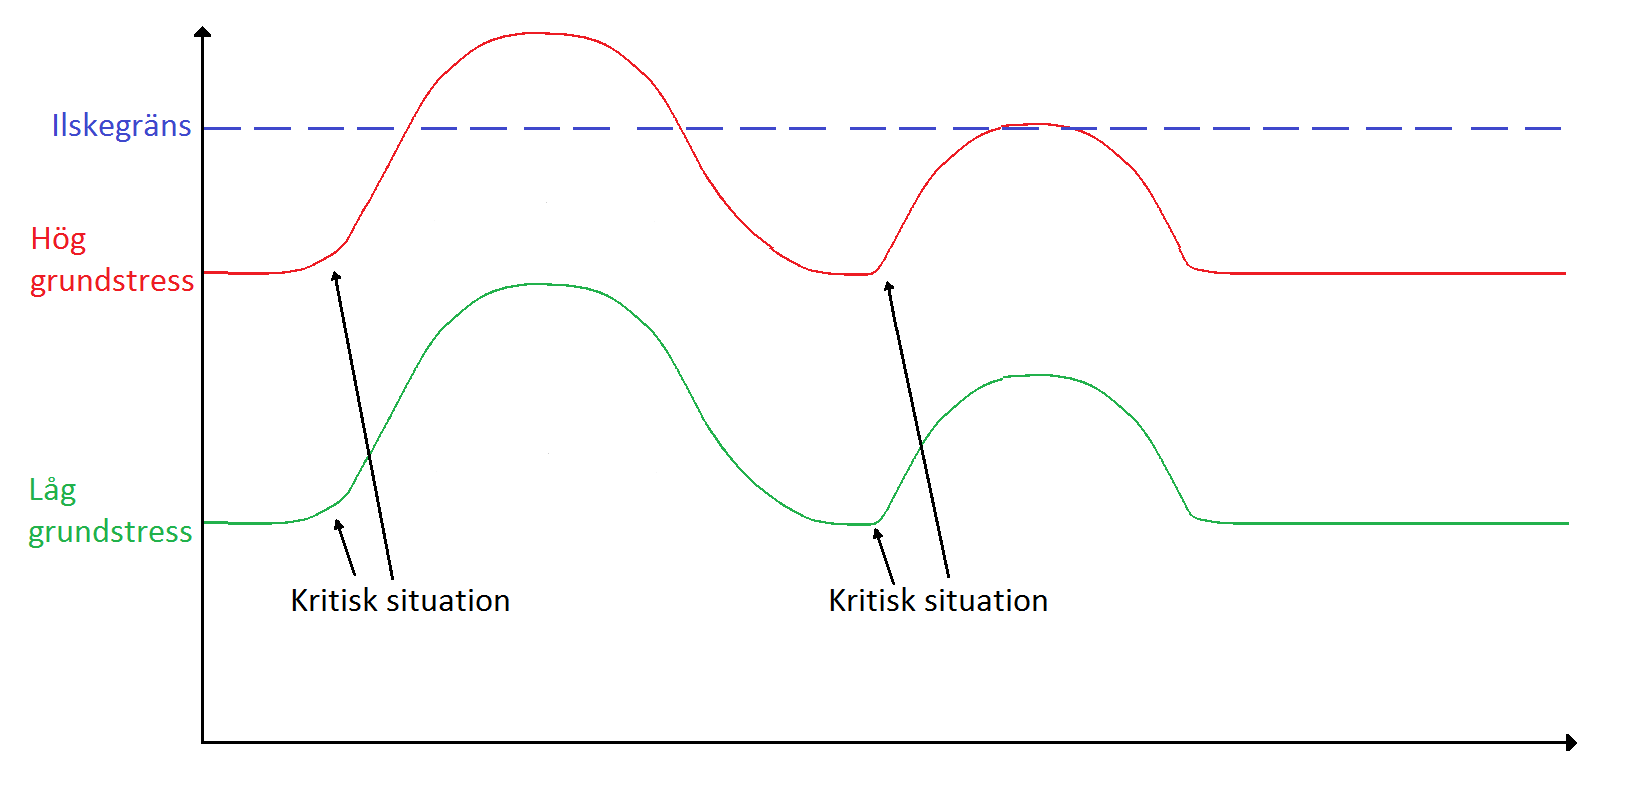 Ilskegräns
Hög
grundstress
Låg
grundstress
Kritisk situation
Kritisk situation